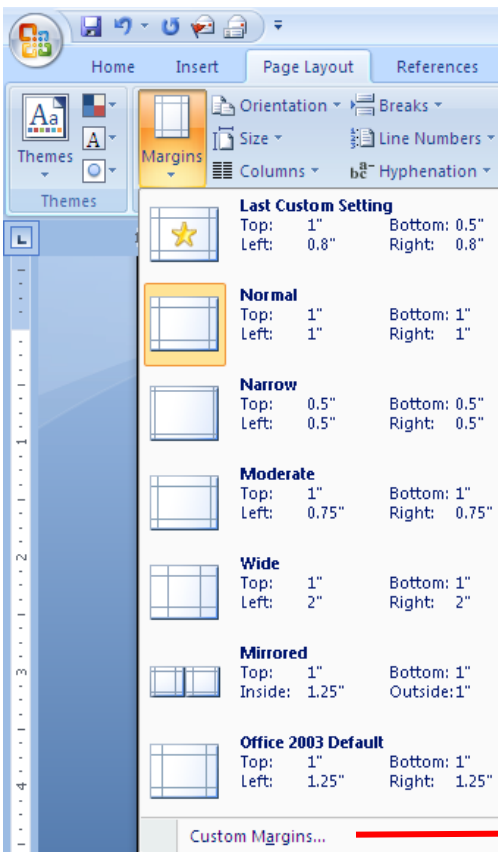 Home Insert Page Layout References
Aa Orientation Breaks
A Size Line Numbers
Themes Margins Columns Hyphenation
Themes
Last Custom Setting
Top: 1" Bottom: 0.5"
Left: 0.8" Right: 0.8"
Normal
Top: 1" Bottom: 1"
Left: 1" Right: 1"
Narrow
Top: 0.5" Bottom: 0.5"
Left: 0.5" Right: 0.5"
Moderate
Top: 1" Bottom: 1"
Left: 0.75" Right: 0.75"
Wide
Top: 1" Bottom: 1"
Left: 2" Right: 2"
Mirrored
Top: 1" Bottom: 1"
Inside: 1.25" Outside: 1"
Office 2003 Default
Top: 1" Bottom: 1"
Left: 1.25" Right: 1.25"
Custom Margins...
1
2
3
4